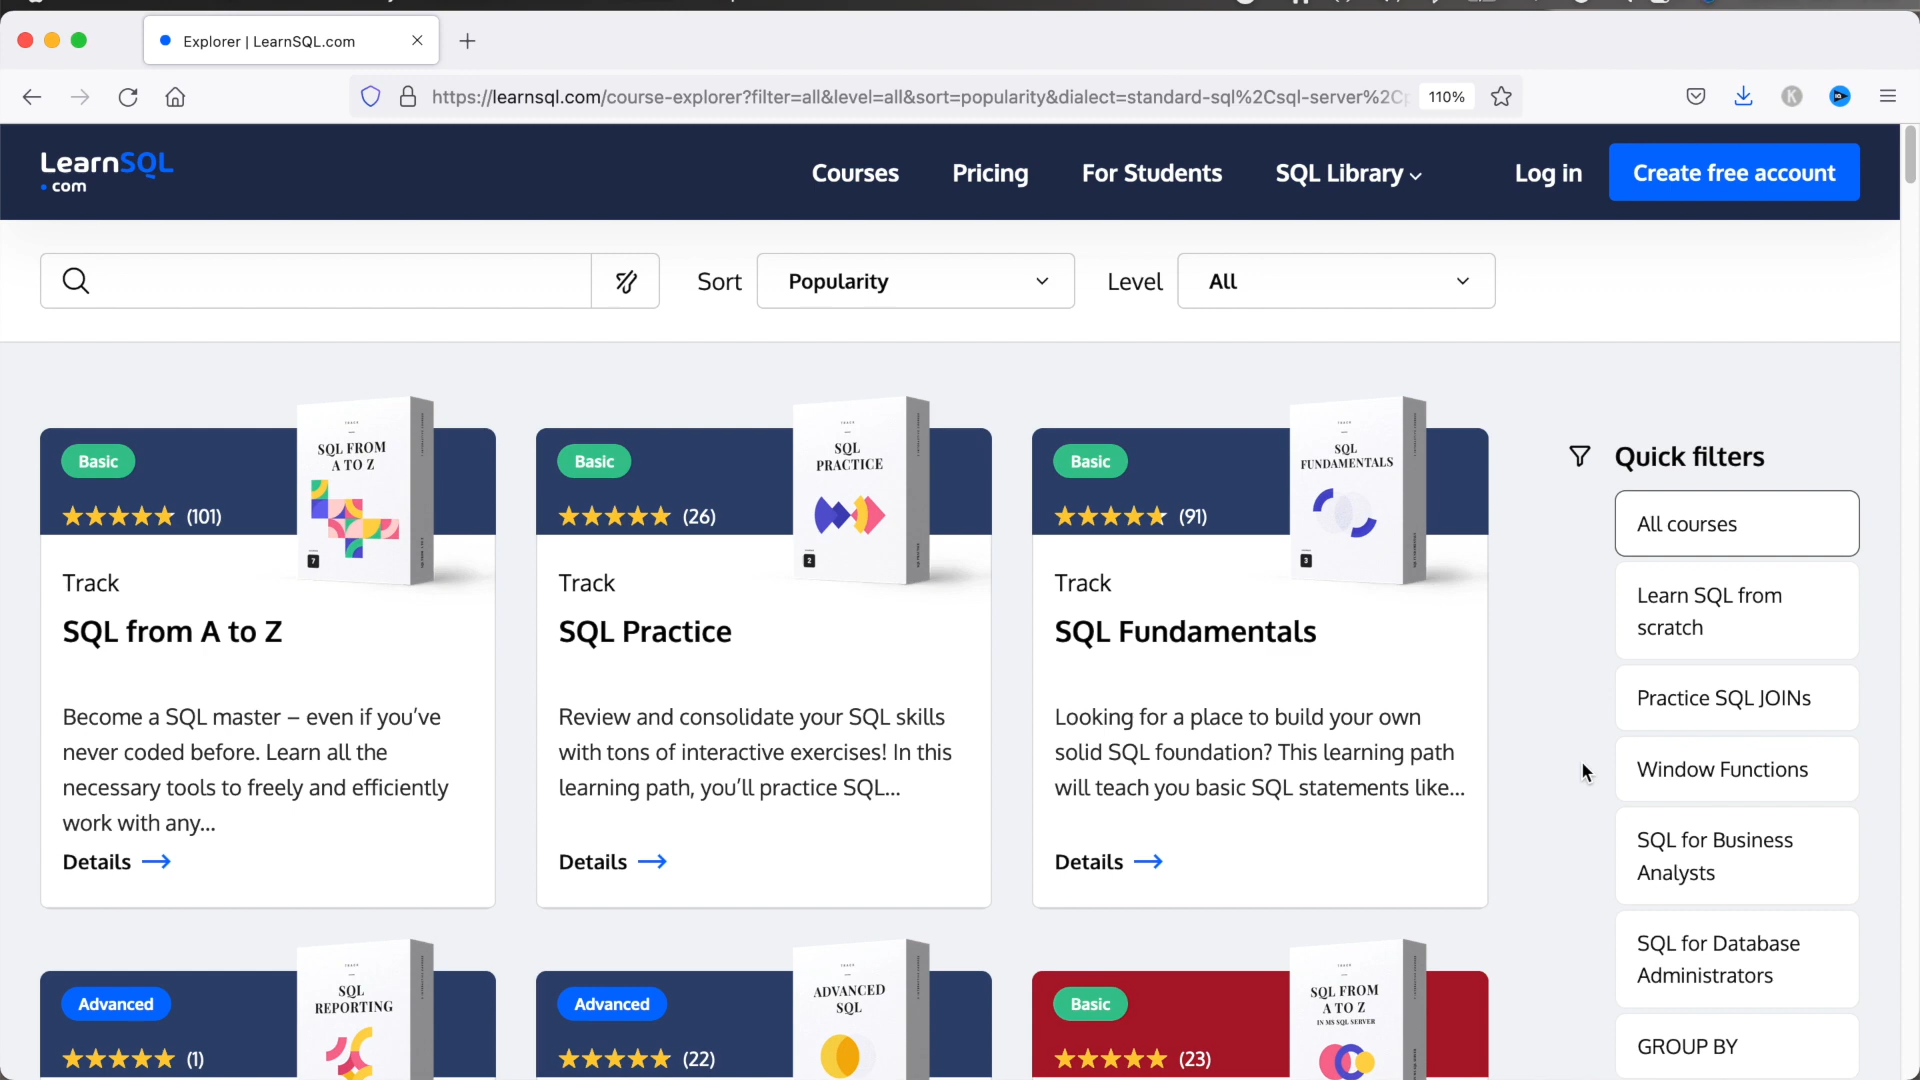 Explorer | LearnSQL.com
https://learnsql.com/course-explorer?filter=all&level=all&sort=popularity&dialect=standard-sql%2Csql-server%2Cp
110%
LearnSQL
.com
Courses
Pricing
For Students
SQL Library
Log in
Create free account
Sort
Popularity
Level
All
Basic
(101)
SQL FROM
A TO Z
7
Track
SQL from A to Z
Become a SQL master – even if you’ve
never coded before. Learn all the
necessary tools to freely and efficiently
work with any...
Details
Basic
(26)
SQL
PRACTICE
2
Track
SQL Practice
Review and consolidate your SQL skills
with tons of interactive exercises! In this
learning path, you’ll practice SQL...
Details
Basic
(91)
SQL
FUNDAMENTALS
3
Track
SQL Fundamentals
Looking for a place to build your own
solid SQL foundation? This learning path
will teach you basic SQL statements like...
Details
Quick filters
All courses
Learn SQL from
scratch
Practice SQL JOINs
Window Functions
SQL for Business
Analysts
SQL for Database
Administrators
GROUP BY
Advanced
(1)
SQL
REPORTING
Advanced
(22)
ADVANCED
SQL
Basic
(23)
SQL FROM
A TO Z
IN MS SQL SERVER